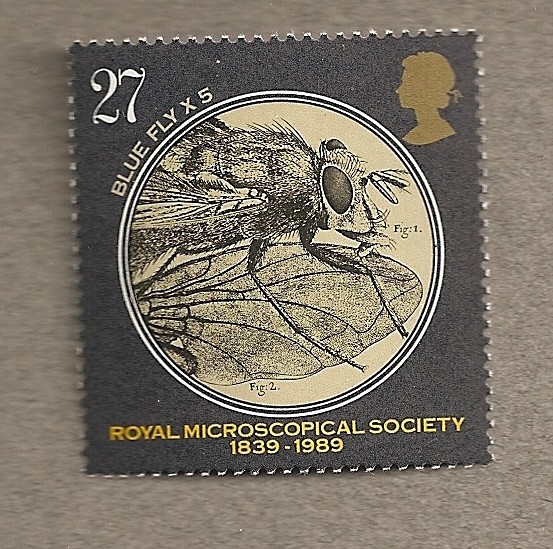 27
BLUE FLY X 5
Fig: 1.
Fig: 2.
ROYAL MICROSCOPICAL SOCIETY
1839 - 1989